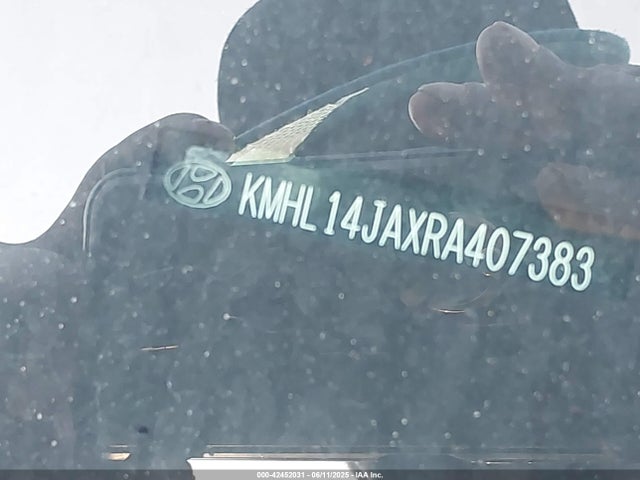 KMHL14JAXRA407383
000-42452031 - 06/11/2025 - IAA Inc.